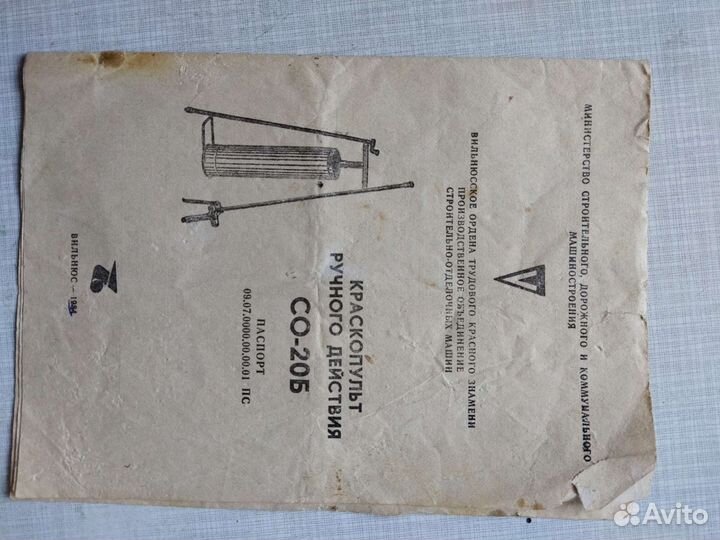 МИНИСТЕРСТВО СТРОИТЕЛЬНОГО, ДОРОЖНОГО И КОММУНАЛЬНОГО
МАШИНОСТРОЕНИЯ
ВИЛЬНЮССКОЕ ОРДЕНА ТРУДОВОГО КРАСНОГО ЗНАМЕНИ
ПРОИЗВОДСТВЕННОЕ ОБЪЕДИНЕНИЕ
СТРОИТЕЛЬНО-ОТДЕЛОЧНЫХ МАШИН
КРАСКОПУЛЬТ
РУЧНОГО ДЕЙСТВИЯ
СО-20Б
ПАСПОРТ
09.07.0000.00.00.01 ПС
ВИЛЬНЮС —
Avito